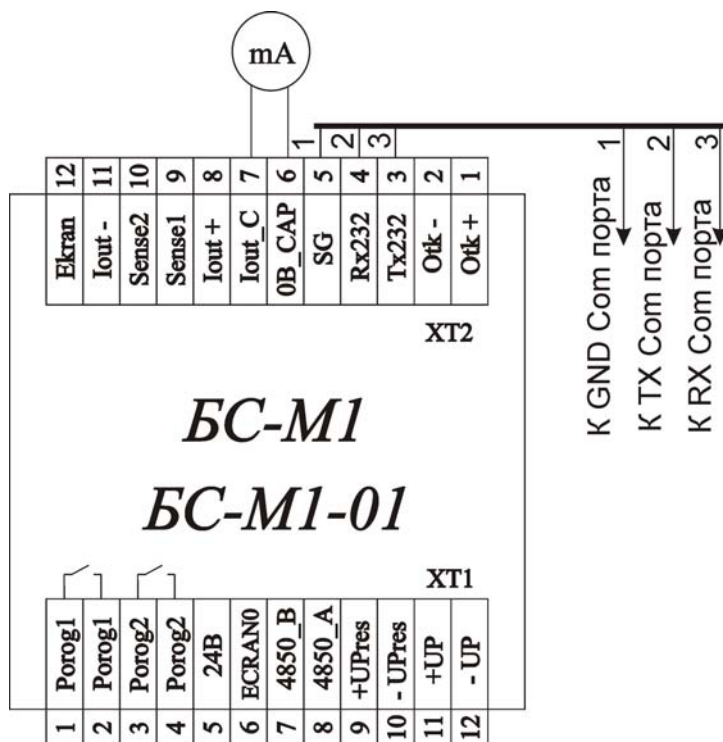 mA
1
2
3
1
2
3
12
11
10
9
8
7
6
5
4
3
2
1
Ekran
Iout -
Sense2
Sense1
Iout +
Iout_C
0B_CAP
SG
Rx232
Tx232
Otk -
Otk +
XT2
К GND Com порта
К TX Com порта
К RX Com порта
БС-М1
БС-М1-01
XT1
Porog1
Porog1
Porog2
Porog2
24В
ECRAN0
4850_B
4850_A
+UPres
- UPres
+UP
- UP
1
2
3
4
5
6
7
8
9
10
11
12